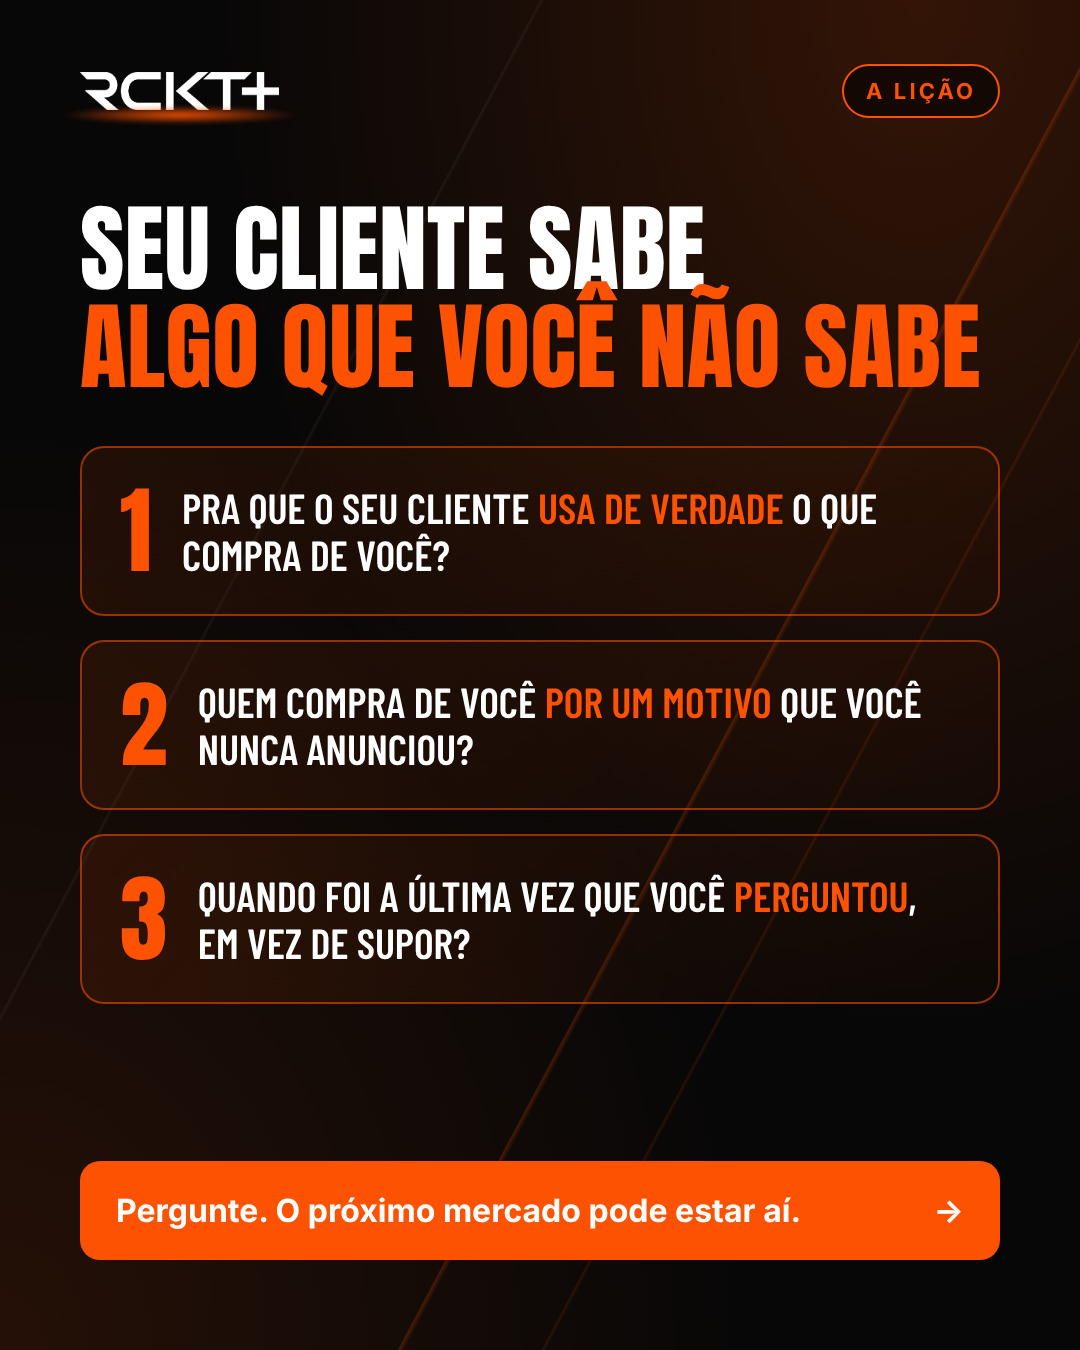 RCKT+
A LIÇÃO
SEU CLIENTE SABE
ALGO QUE VOCÊ NÃO SABE
1
PRA QUE O SEU CLIENTE USA DE VERDADE O QUE
COMPRA DE VOCÊ?
2
QUEM COMPRA DE VOCÊ POR UM MOTIVO QUE VOCÊ
NUNCA ANUNCIOU?
3
QUANDO FOI A ÚLTIMA VEZ QUE VOCÊ PERGUNTOU,
EM VEZ DE SUPOR?
Pergunte. O próximo mercado pode estar aí. →